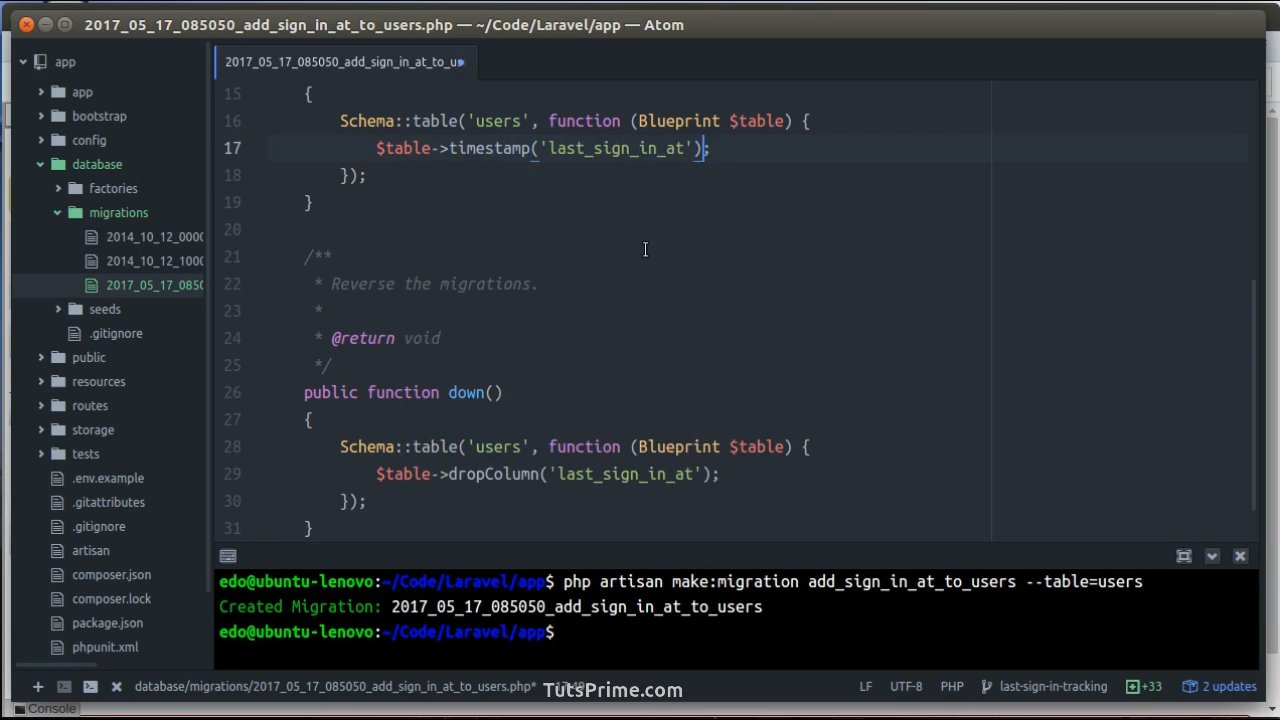 2017_05_17_085050_add_sign_in_at_to_users.php — ~/Code/Laravel/app — Atom
app
app
bootstrap
config
database
factories
migrations
2014_10_12_0000
2014_10_12_1000
2017_05_17_0850
seeds
.gitignore
public
resources
routes
storage
tests
.env.example
.gitattributes
.gitignore
artisan
composer.json
composer.lock
package.json
phpunit.xml
2017_05_17_085050_add_sign_in_at_to_u
15 {
16 Schema::table('users', function (Blueprint $table) {
17 $table->timestamp('last_sign_in_at');
18 });
19 }
20
21 /**
22 * Reverse the migrations.
23 *
24 * @return void
25 */
26 public function down()
27 {
28 Schema::table('users', function (Blueprint $table) {
29 $table->dropColumn('last_sign_in_at');
30 });
31 }
edo@ubuntu-lenovo:~/Code/Laravel/app$ php artisan make:migration add_sign_in_at_to_users --table=users
Created Migration: 2017_05_17_085050_add_sign_in_at_to_users
edo@ubuntu-lenovo:~/Code/Laravel/app$
database/migrations/2017_05_17_085050_add_sign_in_at_to_users.php*
TutsPrime.com
LF UTF-8 PHP last-sign-in-tracking +33 2 updates
Console